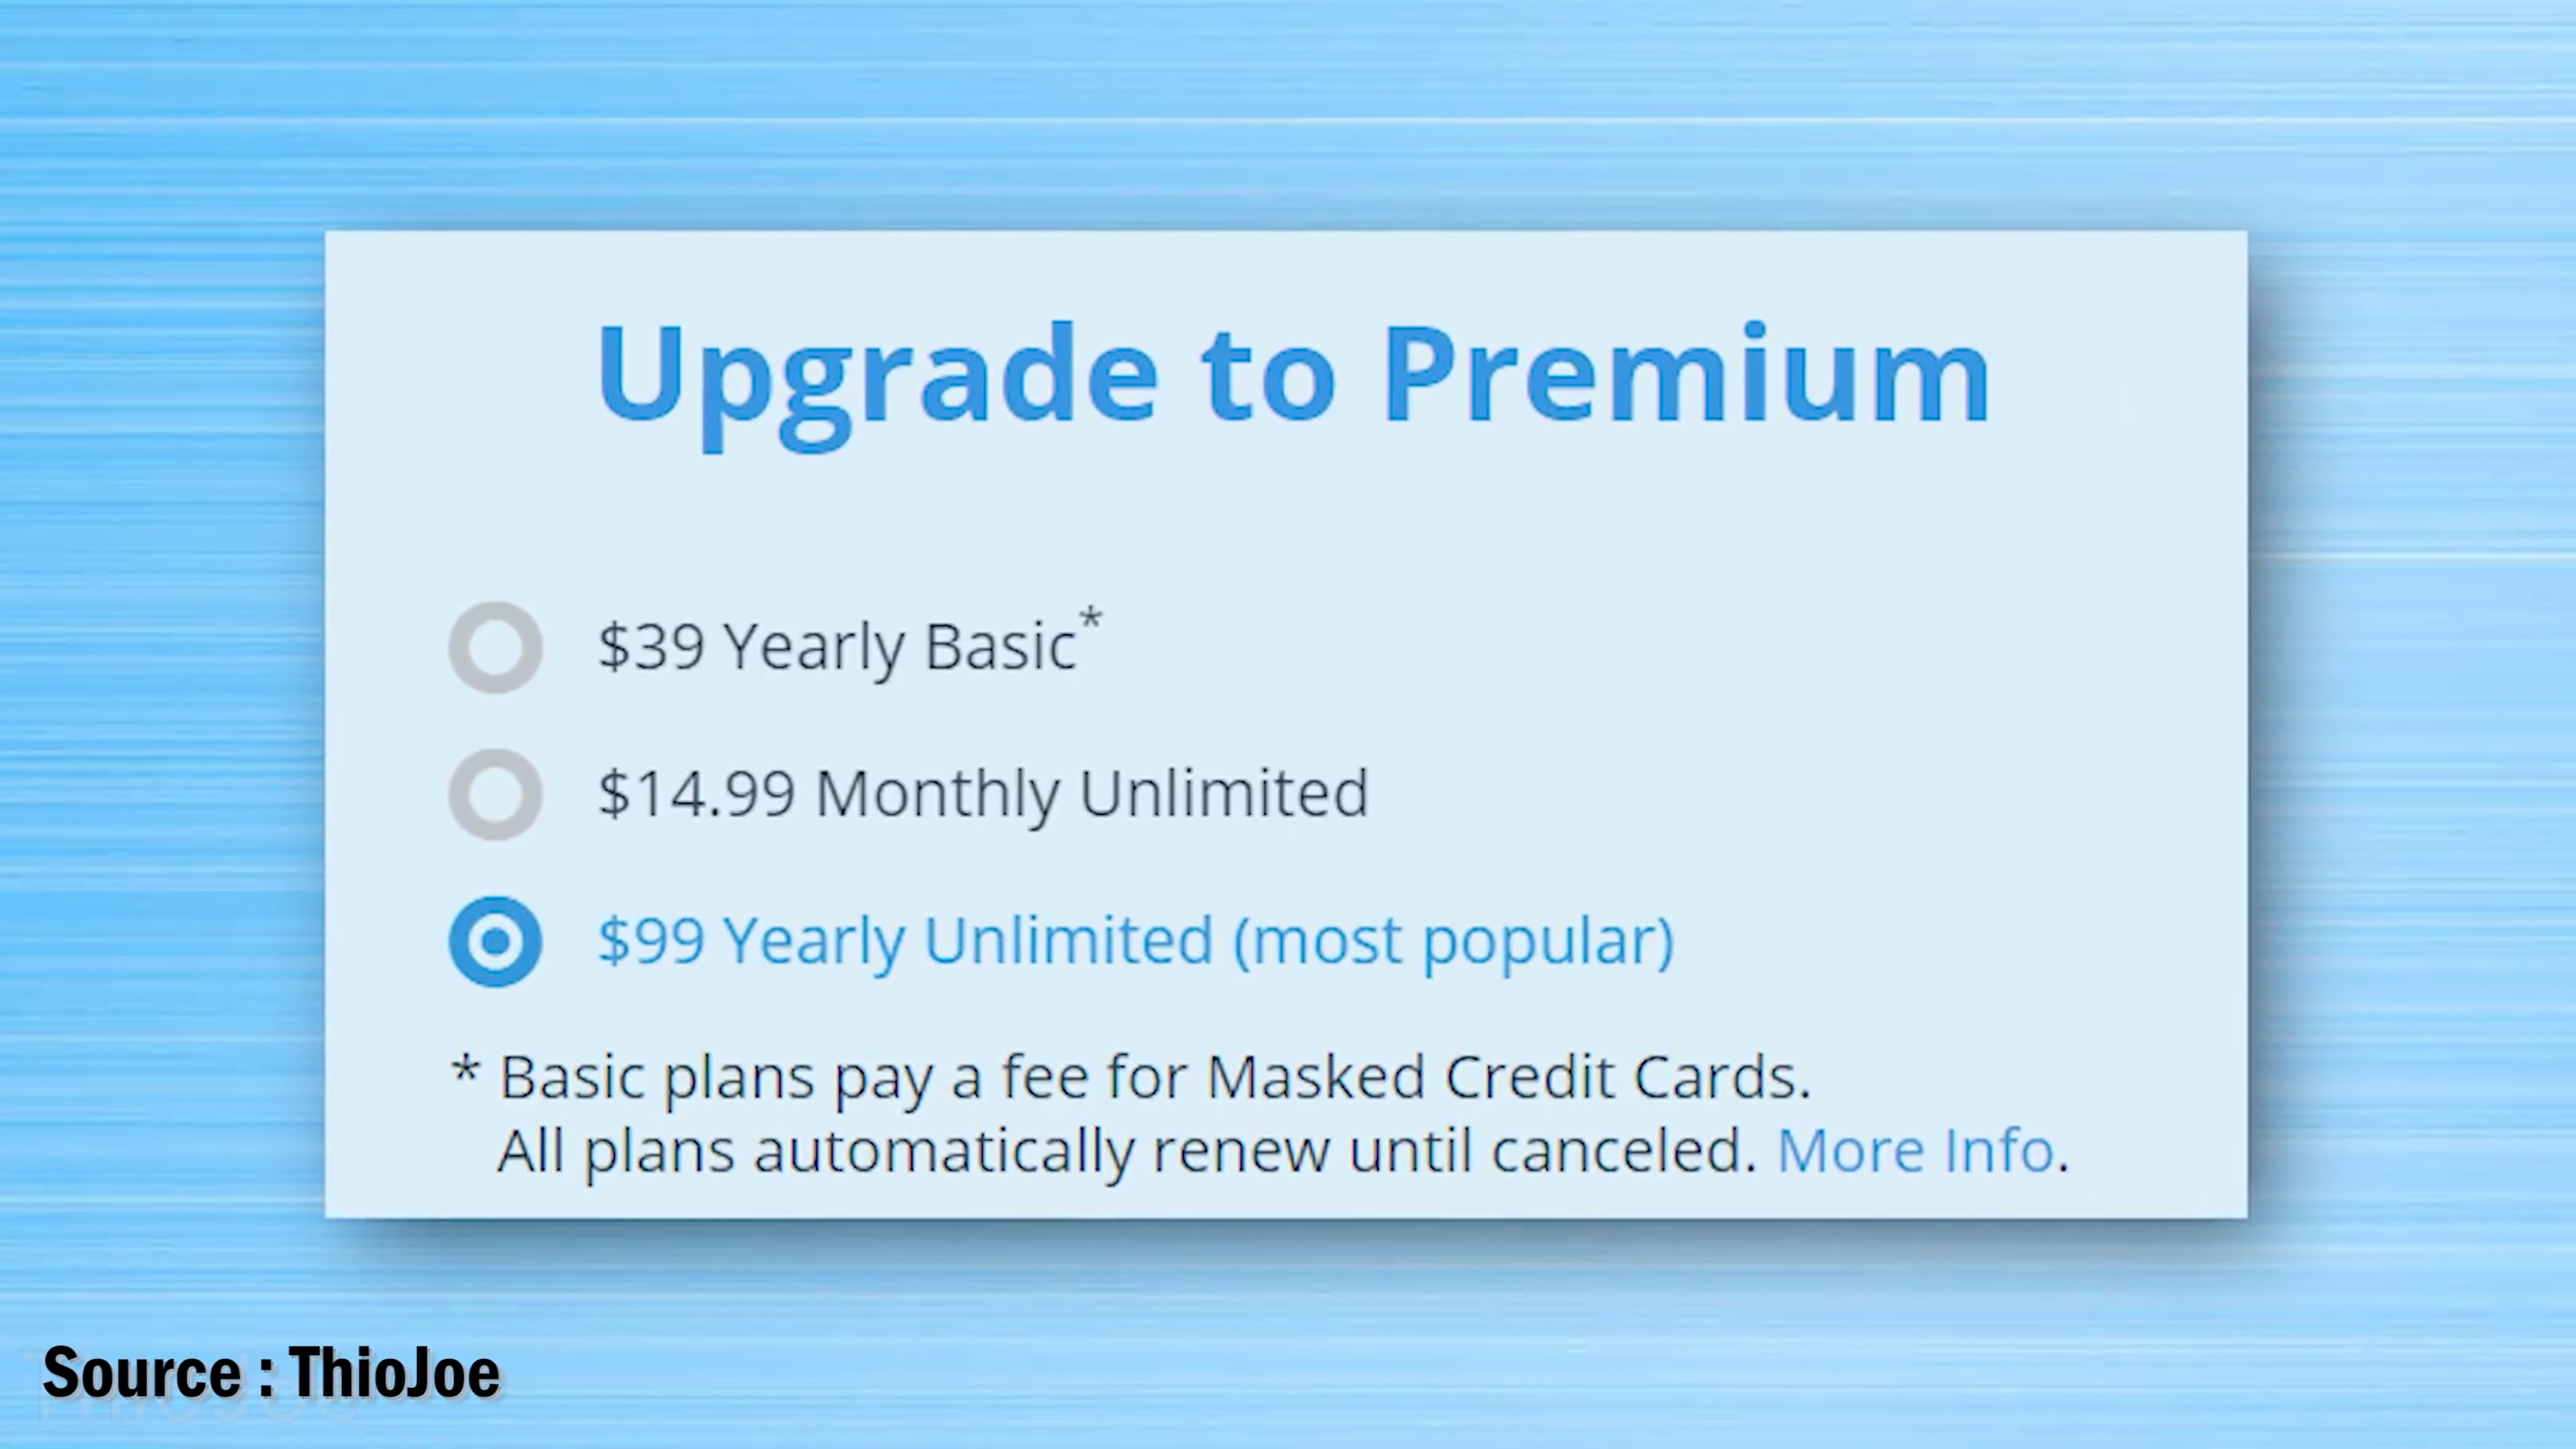 Upgrade to Premium
$39 Yearly Basic*
$14.99 Monthly Unlimited
$99 Yearly Unlimited (most popular)
* Basic plans pay a fee for Masked Credit Cards.
All plans automatically renew until canceled. More Info.
Source : ThioJoe
ThioJoe